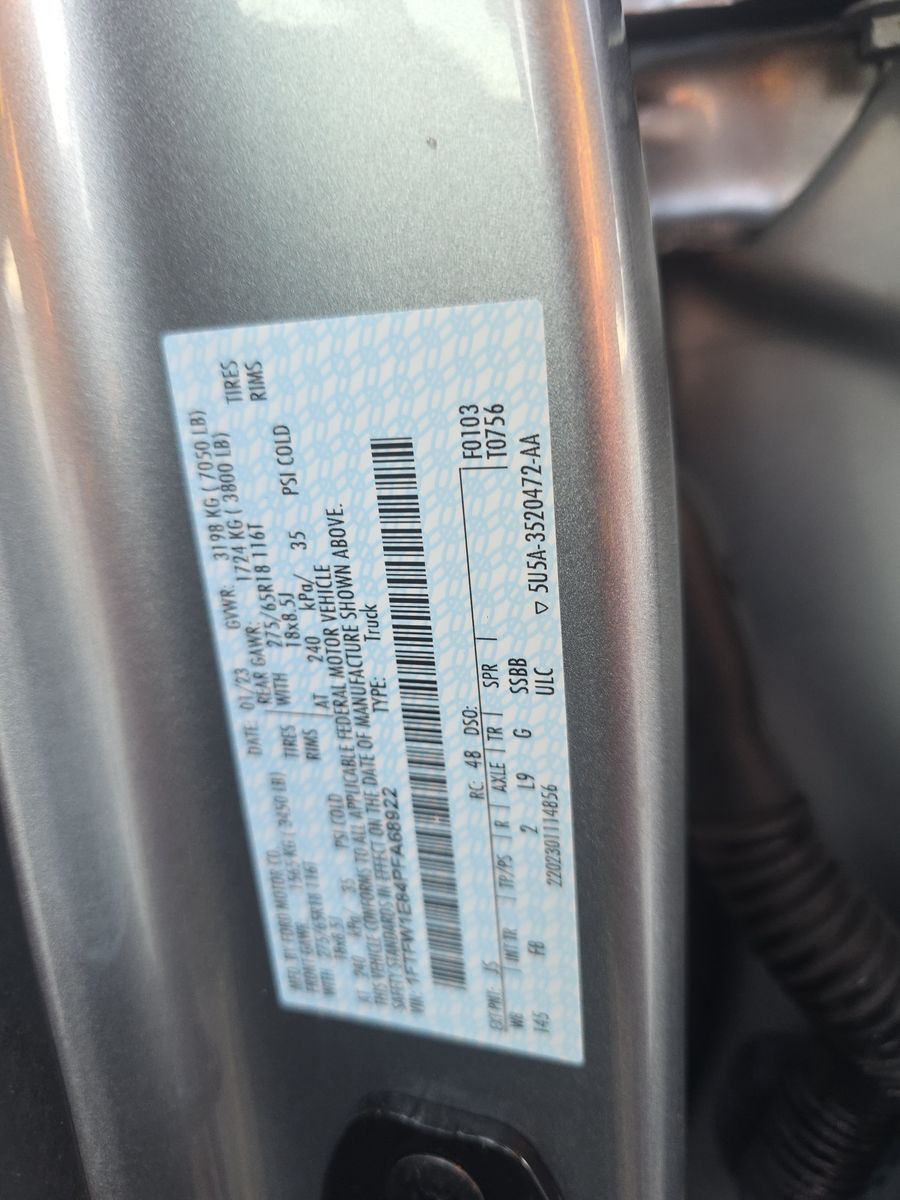 MFD. BY FORD MOTOR CO.
DATE: 01/23 GVWR: 3198 KG ( 7050 LB)
FRONT GAWR: 1565 KG ( 3450 LB) REAR GAWR: 1724 KG ( 3800 LB)
WITH 275/65R18 116T TIRES WITH 275/65R18 116T TIRES
18x8.5J RIMS 18x8.5J RIMS
AT 240 kPa/ 35 PSI COLD AT 240 kPa/ 35 PSI COLD
THIS VEHICLE CONFORMS TO ALL APPLICABLE FEDERAL MOTOR VEHICLE
SAFETY STANDARDS IN EFFECT ON THE DATE OF MANUFACTURE SHOWN ABOVE.
VIN: 1FTFW1E84PFA68922 TYPE: Truck
F0103
T0756
EXT PNT: JS RC: 48 DSO:
WB INT TR TP/PS R AXLE TR SPR
145 FB 2 L9 G SSBB
ULC
2202301114856 ▽ 5U5A-3520472-AA